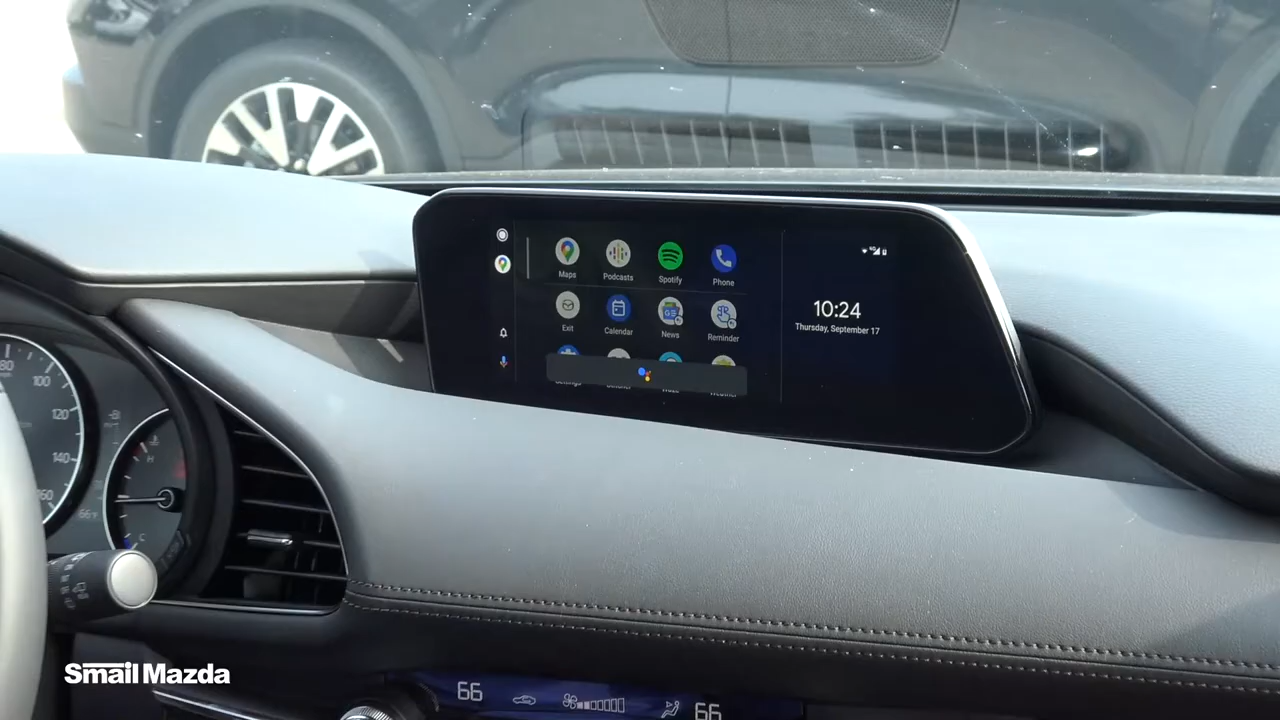 Maps
Podcasts
Spotify
Phone
Exit
Calendar
News
Reminder
10:24
Thursday, September 17
80
100
120
140
160
H
C
66
66
Smail Mazda